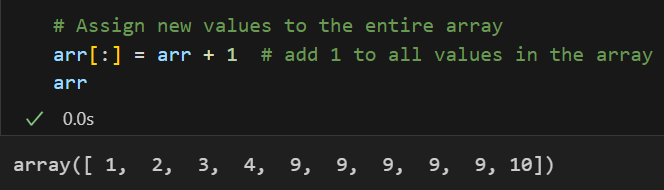 # Assign new values to the entire array
arr[:] = arr + 1  # add 1 to all values in the array
arr
0.0s
array([ 1,  2,  3,  4,  9,  9,  9,  9,  9, 10])